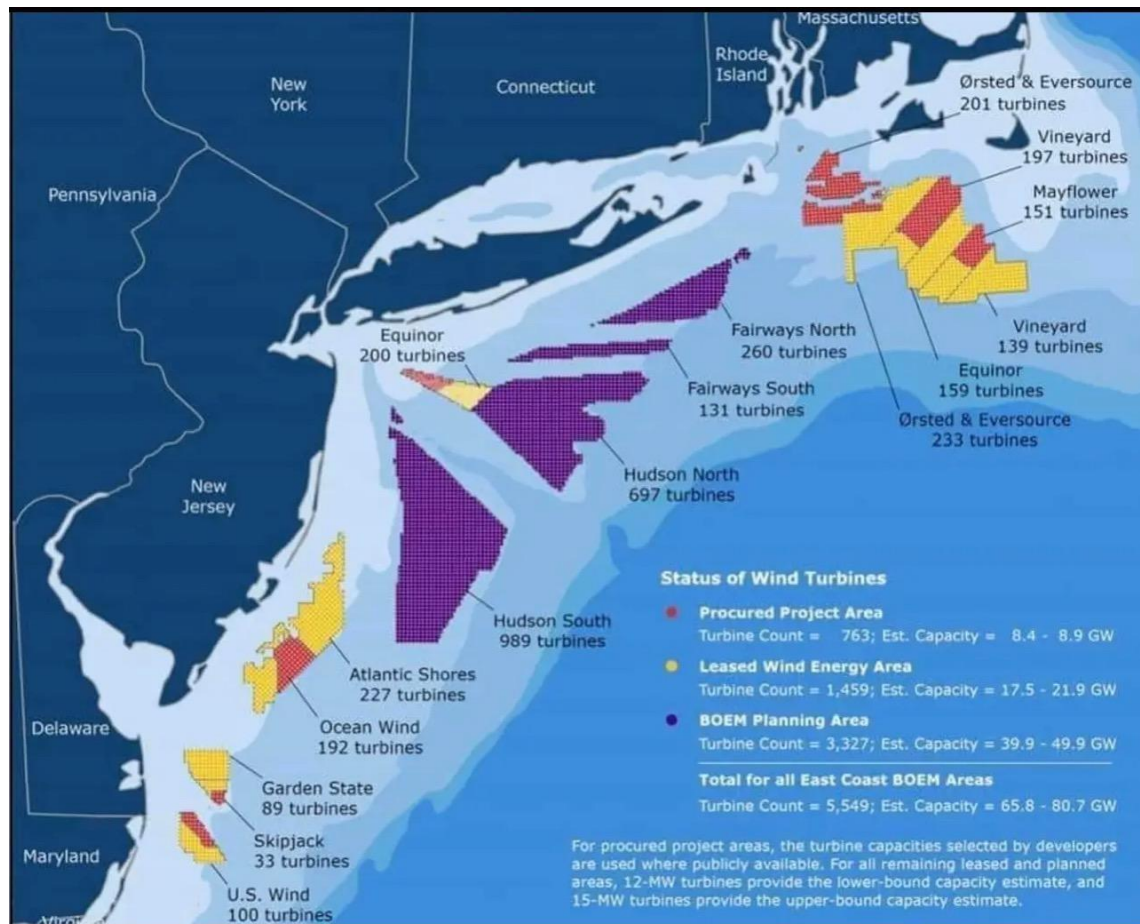 Massachusetts
Rhode
Island
New
York
Connecticut
Ørsted & Eversource
201 turbines
Vineyard
197 turbines
Pennsylvania
Mayflower
151 turbines
Equinor
200 turbines
Fairways North
260 turbines
Vineyard
139 turbines
Fairways South
131 turbines
Equinor
159 turbines
Ørsted & Eversource
233 turbines
Hudson North
697 turbines
New
Jersey
Hudson South
989 turbines
Atlantic Shores
227 turbines
Ocean Wind
192 turbines
Delaware
Garden State
89 turbines
Skipjack
33 turbines
Maryland
U.S. Wind
100 turbines
Status of Wind Turbines
Procured Project Area
Turbine Count = 763; Est. Capacity = 8.4 - 8.9 GW
Leased Wind Energy Area
Turbine Count = 1,459; Est. Capacity = 17.5 - 21.9 GW
BOEM Planning Area
Turbine Count = 3,327; Est. Capacity = 39.9 - 49.9 GW
Total for all East Coast BOEM Areas
Turbine Count = 5,549; Est. Capacity = 65.8 - 80.7 GW
For procured project areas, the turbine capacities selected by developers
are used where publicly available. For all remaining leased and planned
areas, 12-MW turbines provide the lower-bound capacity estimate, and
15-MW turbines provide the upper-bound capacity estimate.